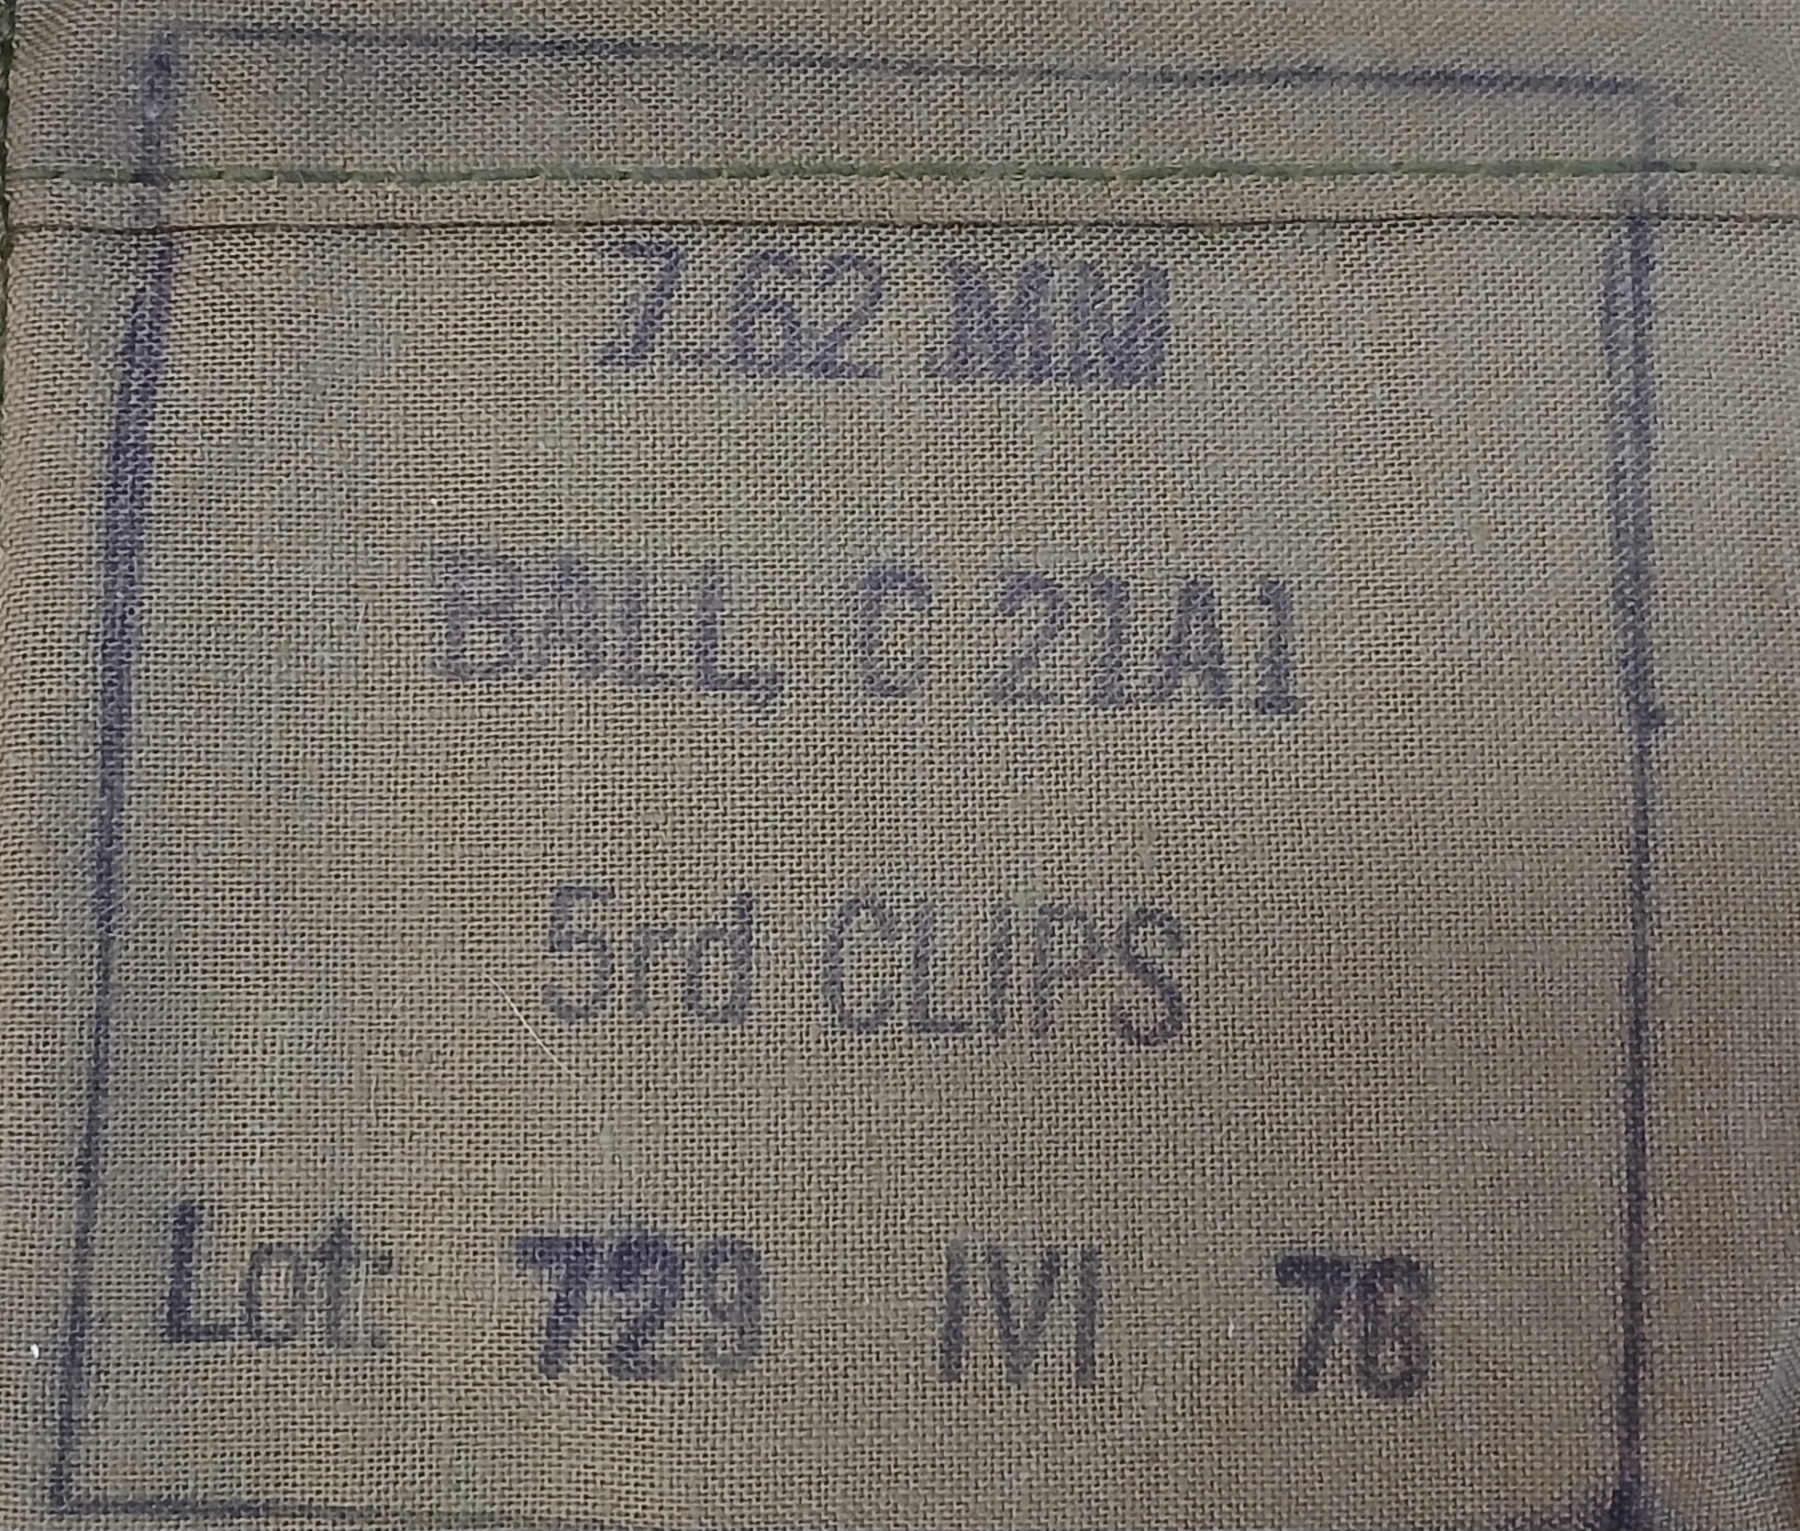 7.62 MM
BALL, C 21A1
5rd CLIPS
Lot. 729 IVI 78